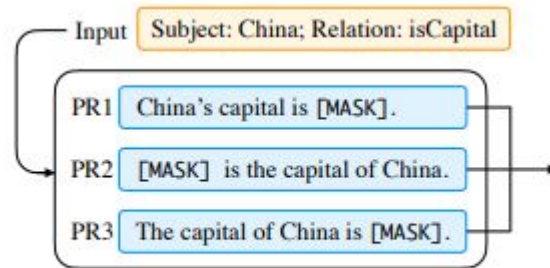 Input Subject: China; Relation: isCapital
PR1 China's capital is [MASK].
PR2 [MASK] is the capital of China.
PR3 The capital of China is [MASK].